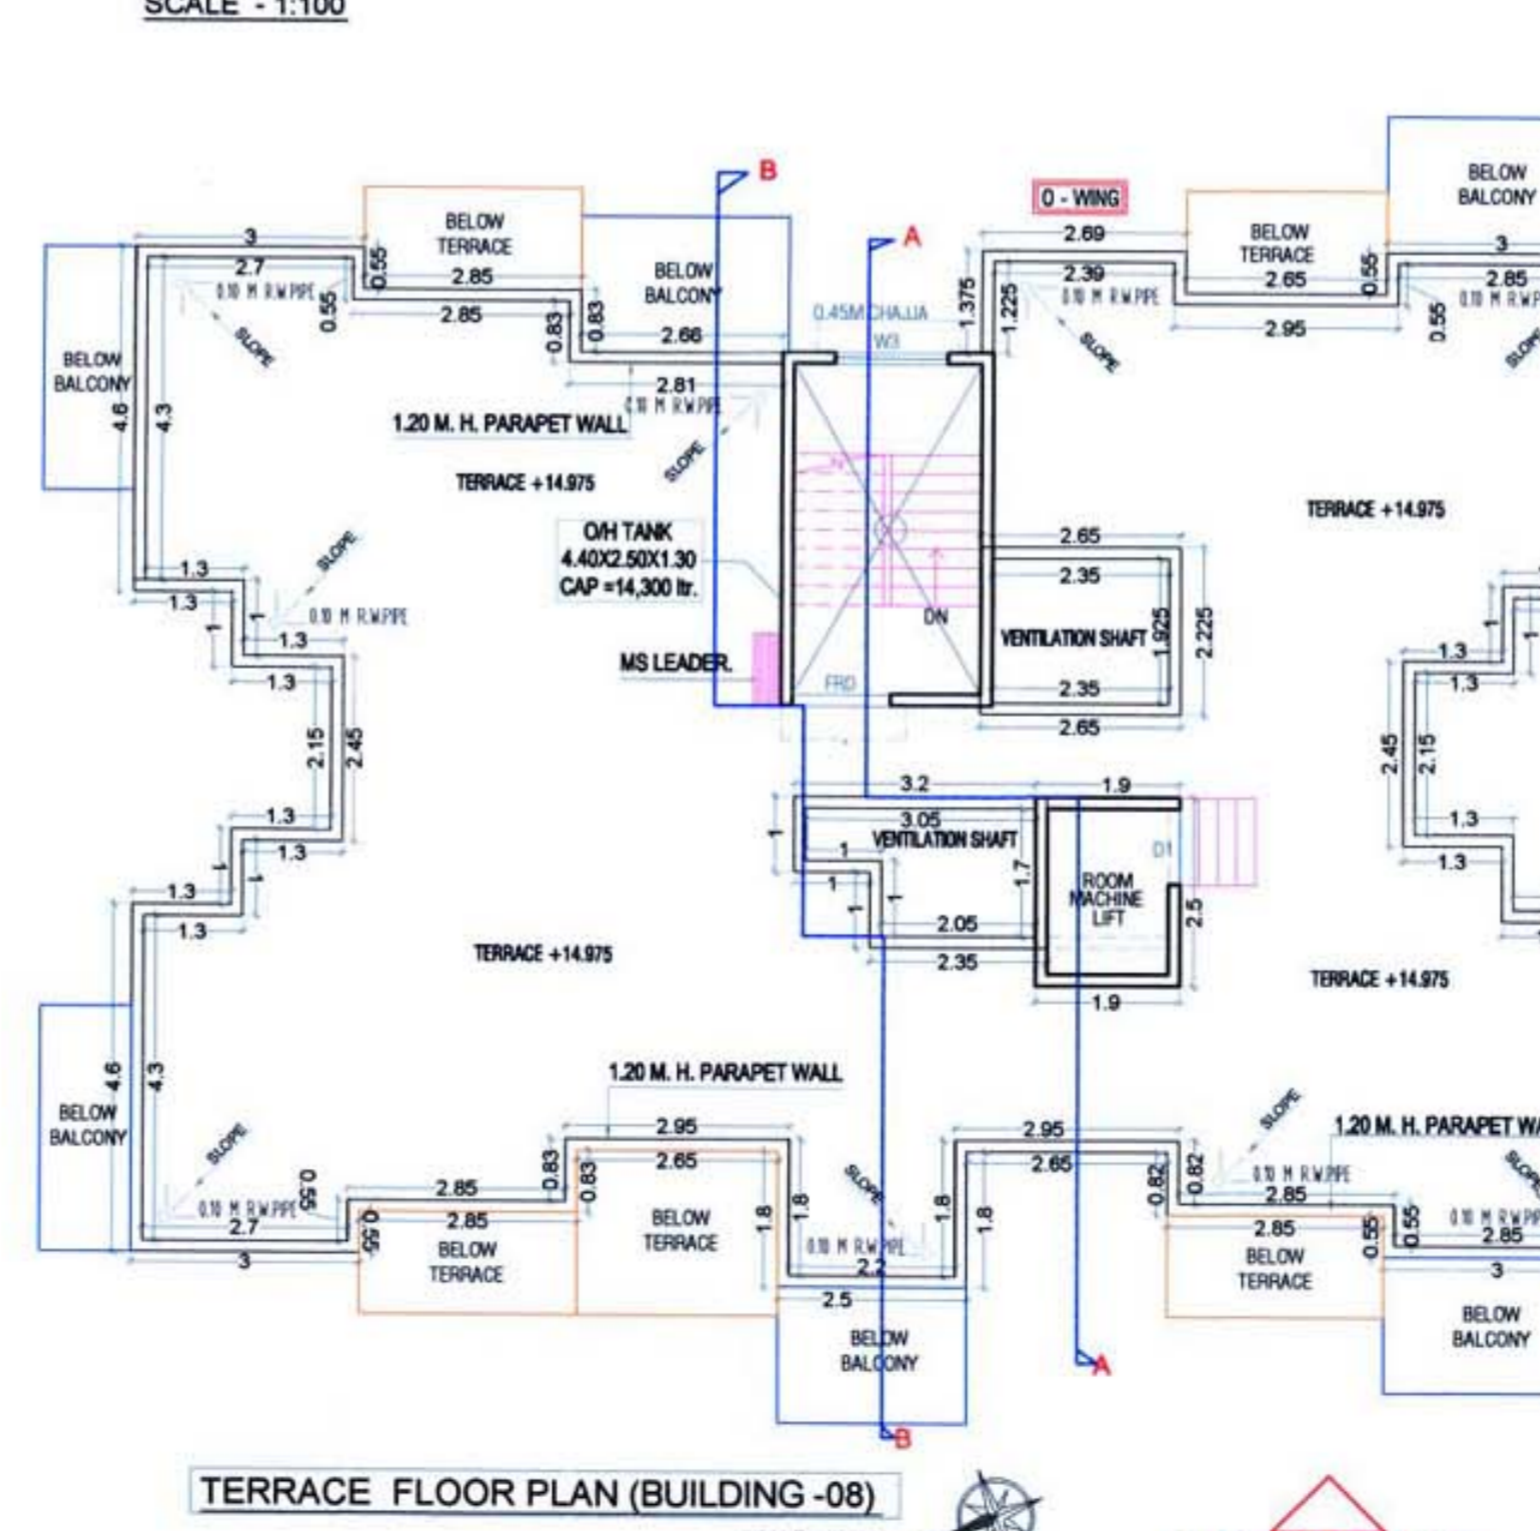 SCALE - 1:100
B
O - WING
A
BELOW
TERRACE
BELOW
BALCONY
2.69
BELOW
TERRACE
BELOW
BALCONY
3
2.7
0.10 M R.W.PIPE
0.55
0.55
2.85
2.85
0.83
0.83
2.66
2.81
0.10 M R.W.PIPE
0.45M CHAJJA
W3
1.375
1.225
2.39
0.10 M R.W.PIPE
2.65
0.55
3
2.85
2.95
0.55
SLOPE
SLOPE
BELOW
BALCONY
4.6
4.3
1.20 M. H. PARAPET WALL
SLOPE
TERRACE +14.975
TERRACE +14.975
O/H TANK
4.40X2.50X1.30
CAP =14,300 ltr.
SLOPE
0.10 M R.W.PIPE
1.3
1.3
1
1
1.3
1.3
MS LEADER.
DN
FRD
2.65
2.35
VENTILATION SHAFT
1.925
2.225
2.35
2.65
1
1
1.3
1.3
2.15
2.45
2.45
2.15
1.3
1.3
1
1
1.3
1.3
1.3
1.3
3.2
1.9
3.05
VENTILATION SHAFT
1
1
1
1
1
1.7
2.05
2.35
ROOM
MACHINE
LIFT
D1
2.5
1.9
TERRACE +14.975
TERRACE +14.975
4.6
4.3
BELOW
BALCONY
1.20 M. H. PARAPET WALL
SLOPE
0.10 M R.W.PIPE
2.7
3
0.55
0.55
2.85
2.85
0.83
0.83
2.95
2.65
BELOW
TERRACE
BELOW
TERRACE
1.8
1.8
SLOPE
0.10 M R.W.PIPE
2.2
2.5
BELOW
BALCONY
1.8
1.8
2.95
2.65
0.82
0.82
SLOPE
0.10 M R.W.PIPE
1.20 M. H. PARAPET
2.85
2.85
0.55
0.55
SLOPE
2.85
3
BELOW
TERRACE
BELOW
BALCONY
A
B
TERRACE FLOOR PLAN (BUILDING -08)